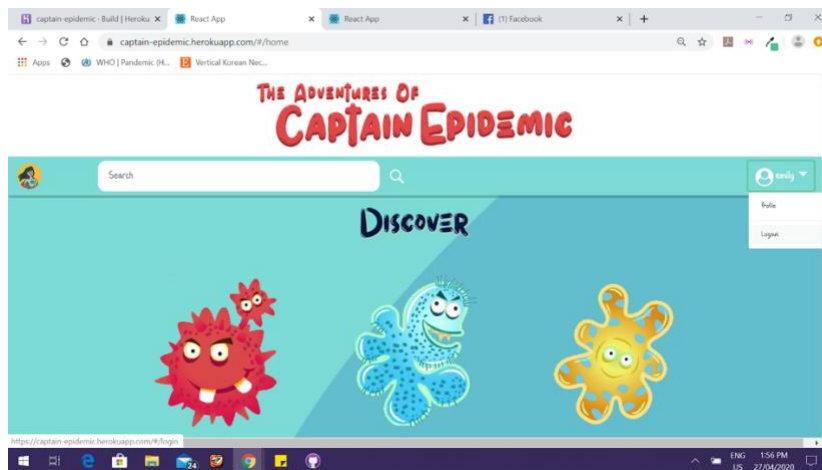 captain-epidemic · Build | Heroku
React App
React App
(1) Facebook
captain-epidemic.herokuapp.com/#/home
Apps
WHO | Pandemic (H...
Vertical Korean Nec...
THE ADVENTURES OF
CAPTAIN EPIDEMIC
Search
emily
Profile
Logout
DISCOVER
https://captain-epidemic.herokuapp.com/#/login
24
ENG
1:56 PM
US
27/04/2020